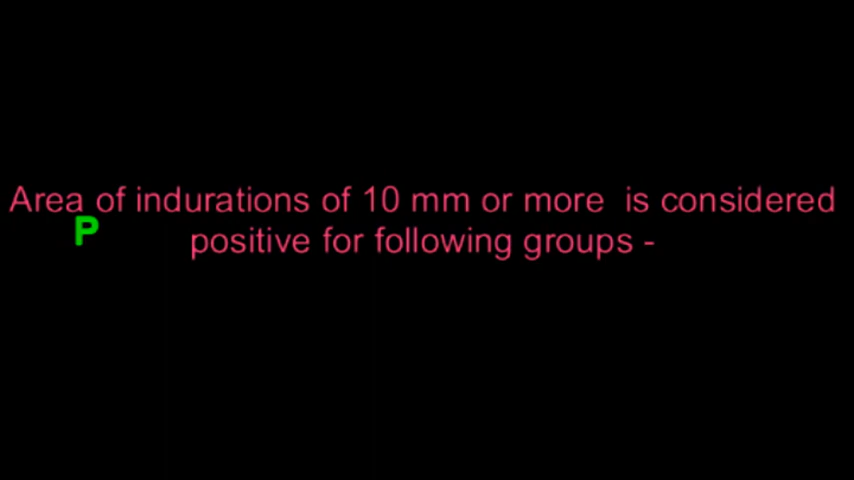 Area of indurations of 10 mm or more is considered
P
positive for following groups -